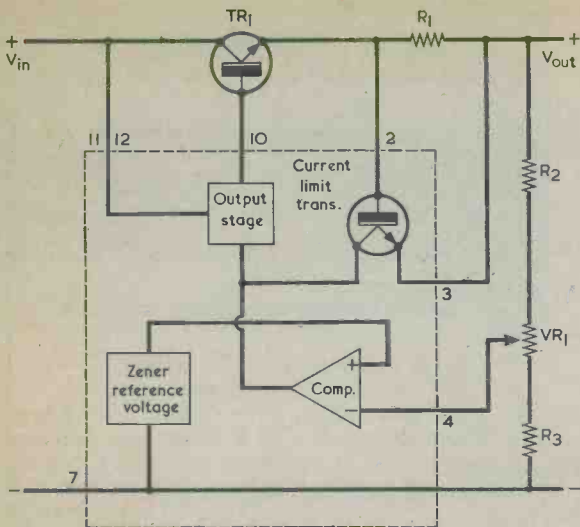 TR1
R1
+
Vin
+
Vout
11
12
10
2
Current
limit
trans.
Output
stage
R2
3
Zener
reference
voltage
+
Comp.
−
VR1
4
R3
7
−
−